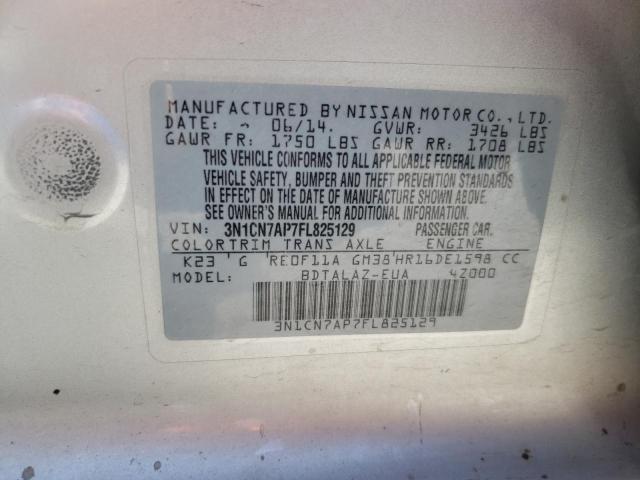 MANUFACTURED BY NISSAN MOTOR CO., LTD.
DATE: 06/14. GVWR: 3426 LBS
GAWR FR: 1750 LBS GAWR RR: 1708 LBS
THIS VEHICLE CONFORMS TO ALL APPLICABLE FEDERAL MOTOR
VEHICLE SAFETY, BUMPER AND THEFT PREVENTION STANDARDS
IN EFFECT ON THE DATE OF MANUFACTURE SHOWN ABOVE.
SEE OWNER'S MANUAL FOR ADDITIONAL INFORMATION.
VIN: 3N1CN7AP7FL825129 PASSENGER CAR.
COLOR TRIM TRANS AXLE ENGINE
K23 G RE0F11A GM38 HR16DE1598 CC
MODEL: BDTALAZ-EUA 4Z000
3N1CN7AP7FL825129